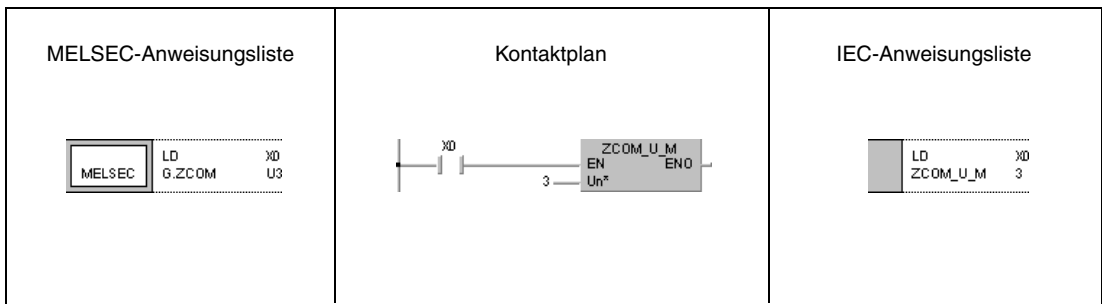 MELSEC-Anweisungsliste
MELSEC
LD X0
G.ZCOM U3
Kontaktplan
X0
ZCOM_U_M
EN ENO
3 Un*
IEC-Anweisungsliste
LD X0
ZCOM_U_M 3